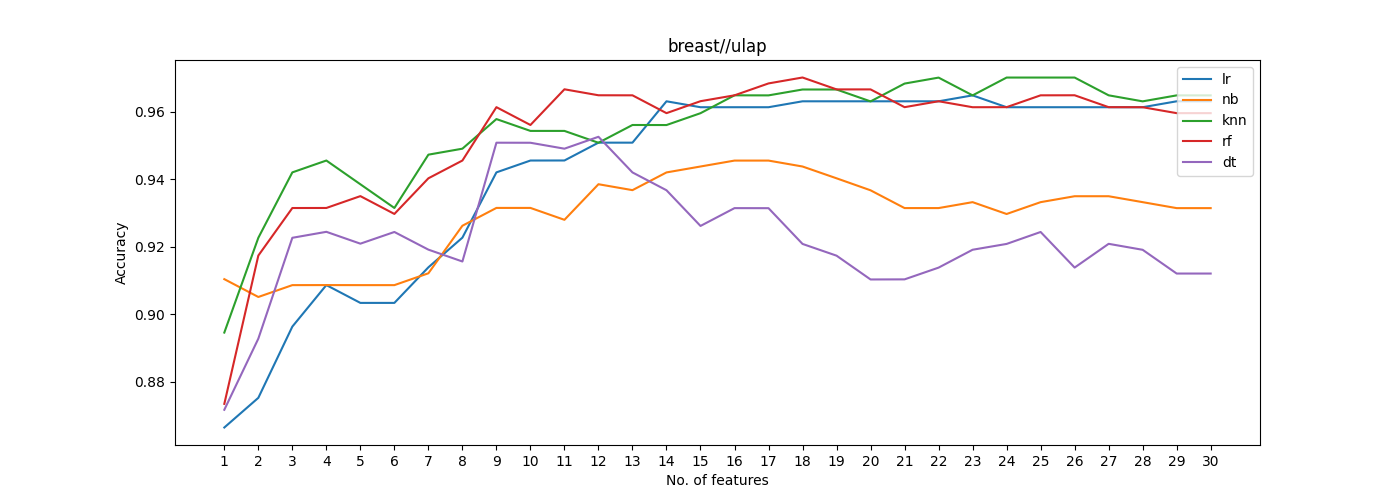 breast//ulap
Accuracy
0.96
0.94
0.92
0.90
0.88
lr
nb
knn
rf
dt
1 2 3 4 5 6 7 8 9 10 11 12 13 14 15 16 17 18 19 20 21 22 23 24 25 26 27 28 29 30
No. of features